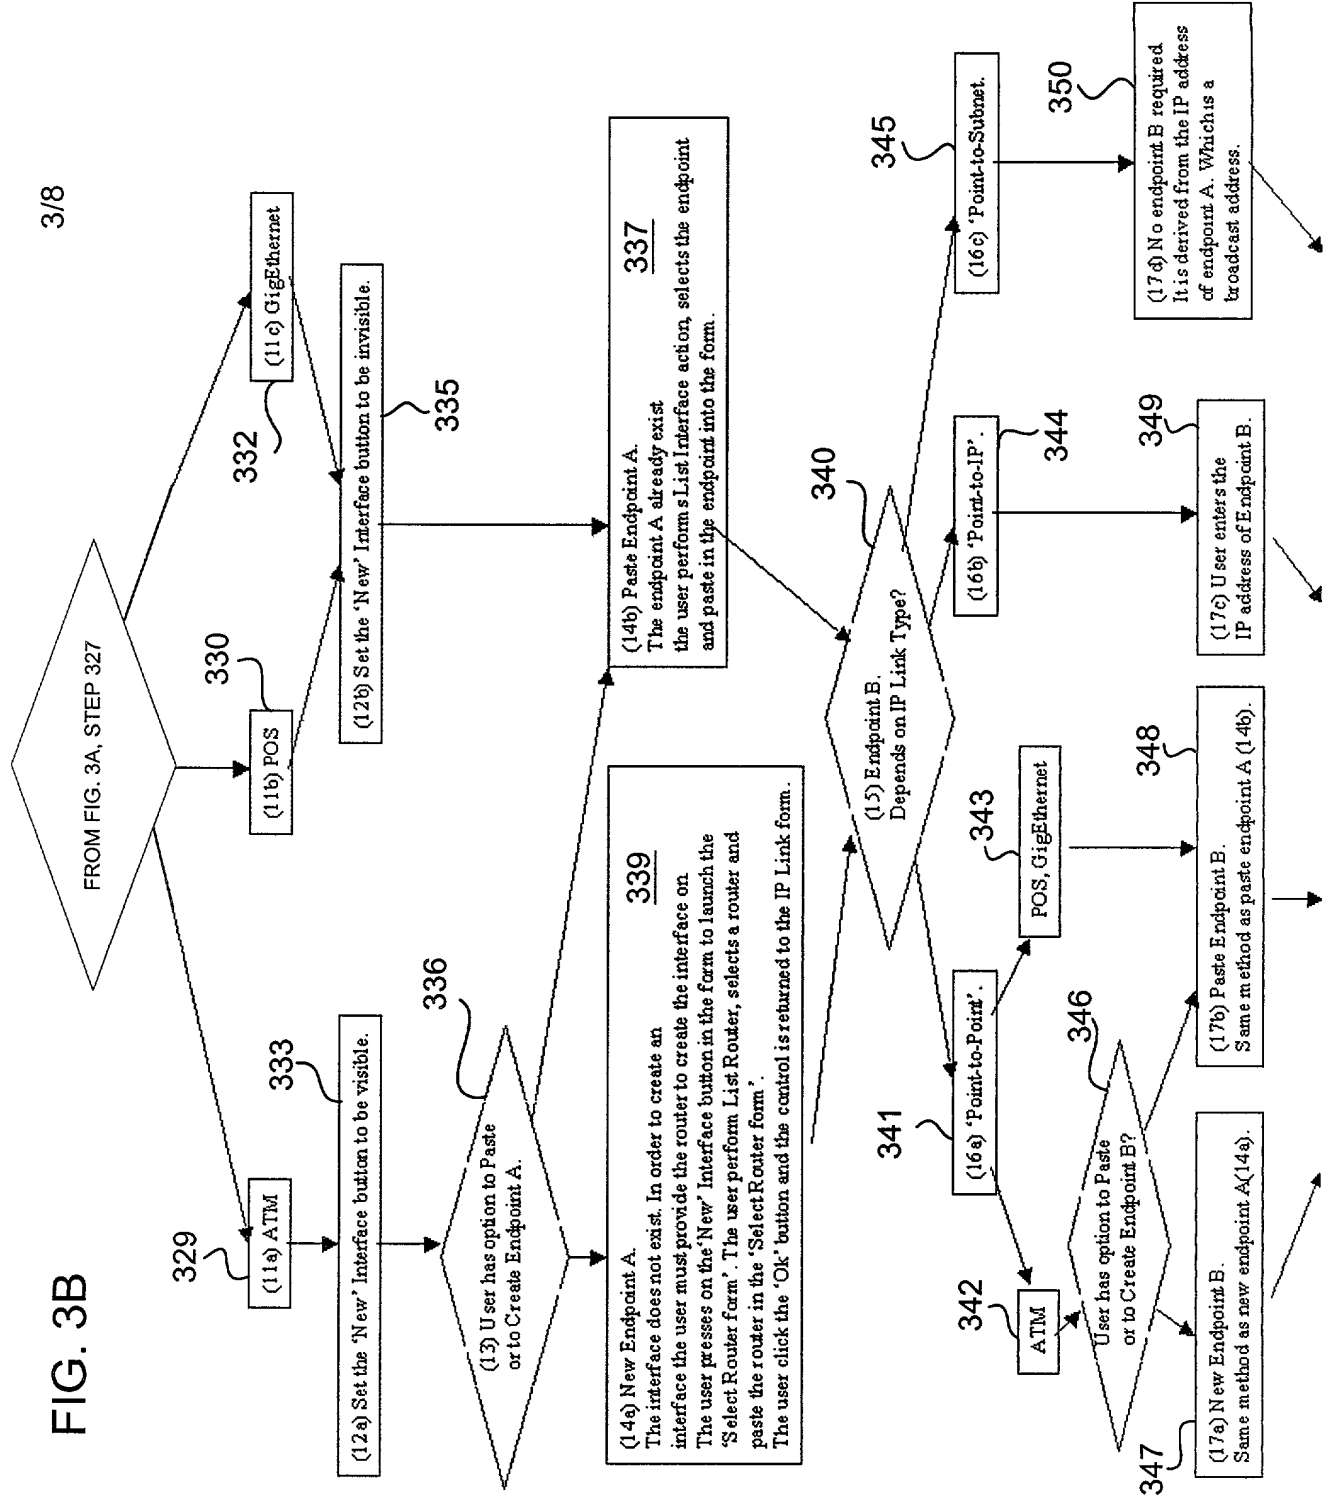 FIG. 3B
3/8
FROM FIG. 3A, STEP 327
329
(11a) ATM
330
(11b) POS
332
(11c) GigEthernet
333
(12a) Set the 'New' Interface button to be visible.
(12b) Set the 'New' Interface button to be invisible.
335
336
(13) User has option to Paste
or to Create Endpoint A.
(14a) New Endpoint A.
339
The interface does not exist. In order to create an
interface the user must provide the router to create the interface on
The user presses on the 'New' Interface button in the form to launch the
'Select Router form'. The user perform List Router, selects a router and
paste the router in the 'Select Router form'.
The user click the 'Ok' button and the control is returned to the IP Link form.
(14b) Paste Endpoint A.
337
The endpoint A already exist
the user performs List Interface action, selects the endpoint
and paste in the endpoint into the form.
340
(15) Endpoint B.
Depends on IP Link Type?
341
(16a) 'Point-to-Point'.
(16b) 'Point-to-IP'.
344
345
(16c) 'Point-to-Subnet.
342
ATM
343
POS, GigEthernet
346
User has option to Paste
or to Create Endpoint B?
347
(17a) New Endpoint B.
Same method as new endpoint A(14a).
348
(17b) Paste Endpoint B.
Same method as paste endpoint A (14b).
349
(17c) User enters the
IP address of Endpoint B.
350
(17d) No endpoint B required
It is derived from the IP address
of endpoint A. Which is a
broadcast address.